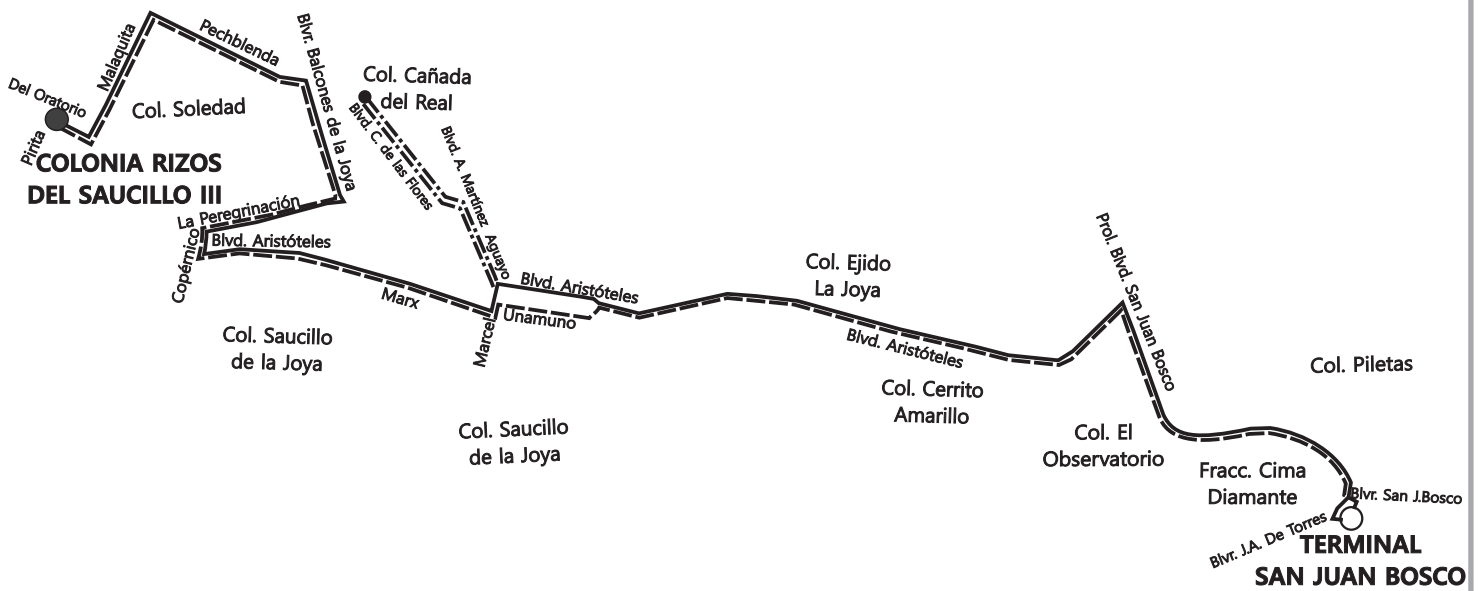 Pechblenda
Malaquita
Blvr. Balcones de la Joya
Col. Cañada
del Real
Del Oratorio
Col. Soledad
Pirita
COLONIA RIZOS
DEL SAUCILLO III
Blvd. C. de las Flores
Blvd. A. Martínez Aguayo
La Peregrinación
Copérnico
Blvd. Aristóteles
Marx
Blvd. Aristóteles
Unamuno
Marcel
Col. Saucillo
de la Joya
Col. Saucillo
de la Joya
Col. Ejido
La Joya
Blvd. Aristóteles
Col. Cerrito
Amarillo
Prol. Blvd. San Juan Bosco
Col. Piletas
Col. El
Observatorio
Fracc. Cima
Diamante
Blvr. San J.Bosco
Blvr. J.A. De Torres
TERMINAL
SAN JUAN BOSCO